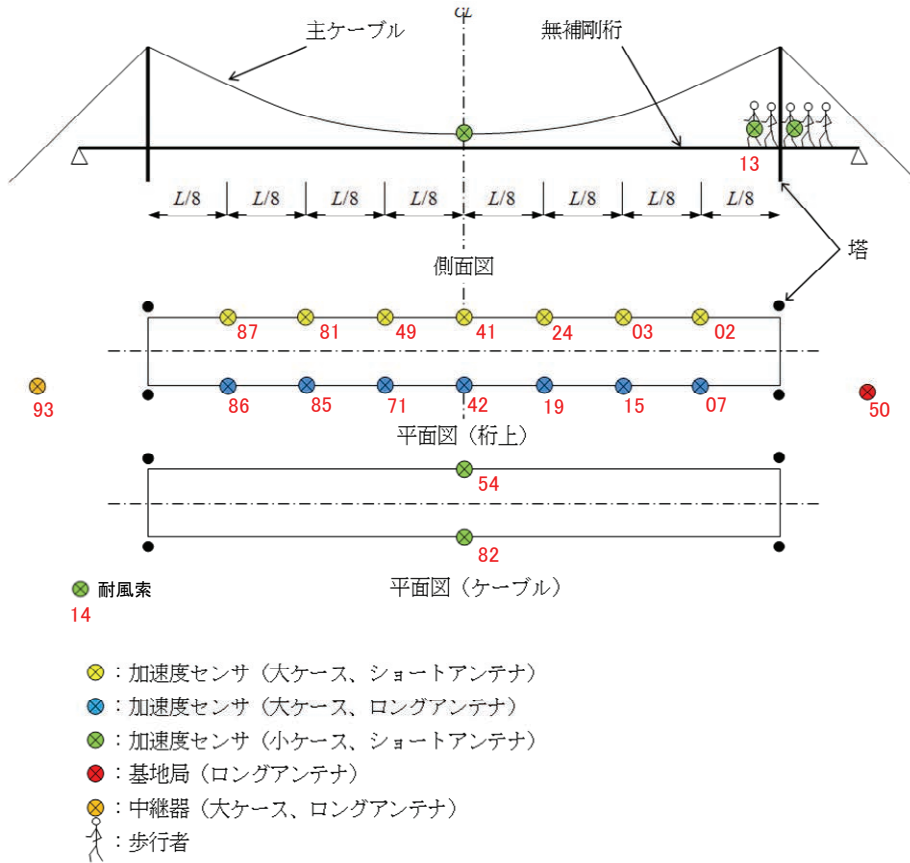 CL
主ケーブル
無補剛桁
13
L/8 L/8 L/8 L/8 L/8 L/8 L/8 L/8
塔
側面図
87 81 49 41 24 03 02
86 85 71 42 19 15 07
93
50
平面図（桁上）
54
82
平面図（ケーブル）
耐風索
14
：加速度センサ（大ケース、ショートアンテナ）
：加速度センサ（大ケース、ロングアンテナ）
：加速度センサ（小ケース、ショートアンテナ）
：基地局（ロングアンテナ）
：中継器（大ケース、ロングアンテナ）
：歩行者